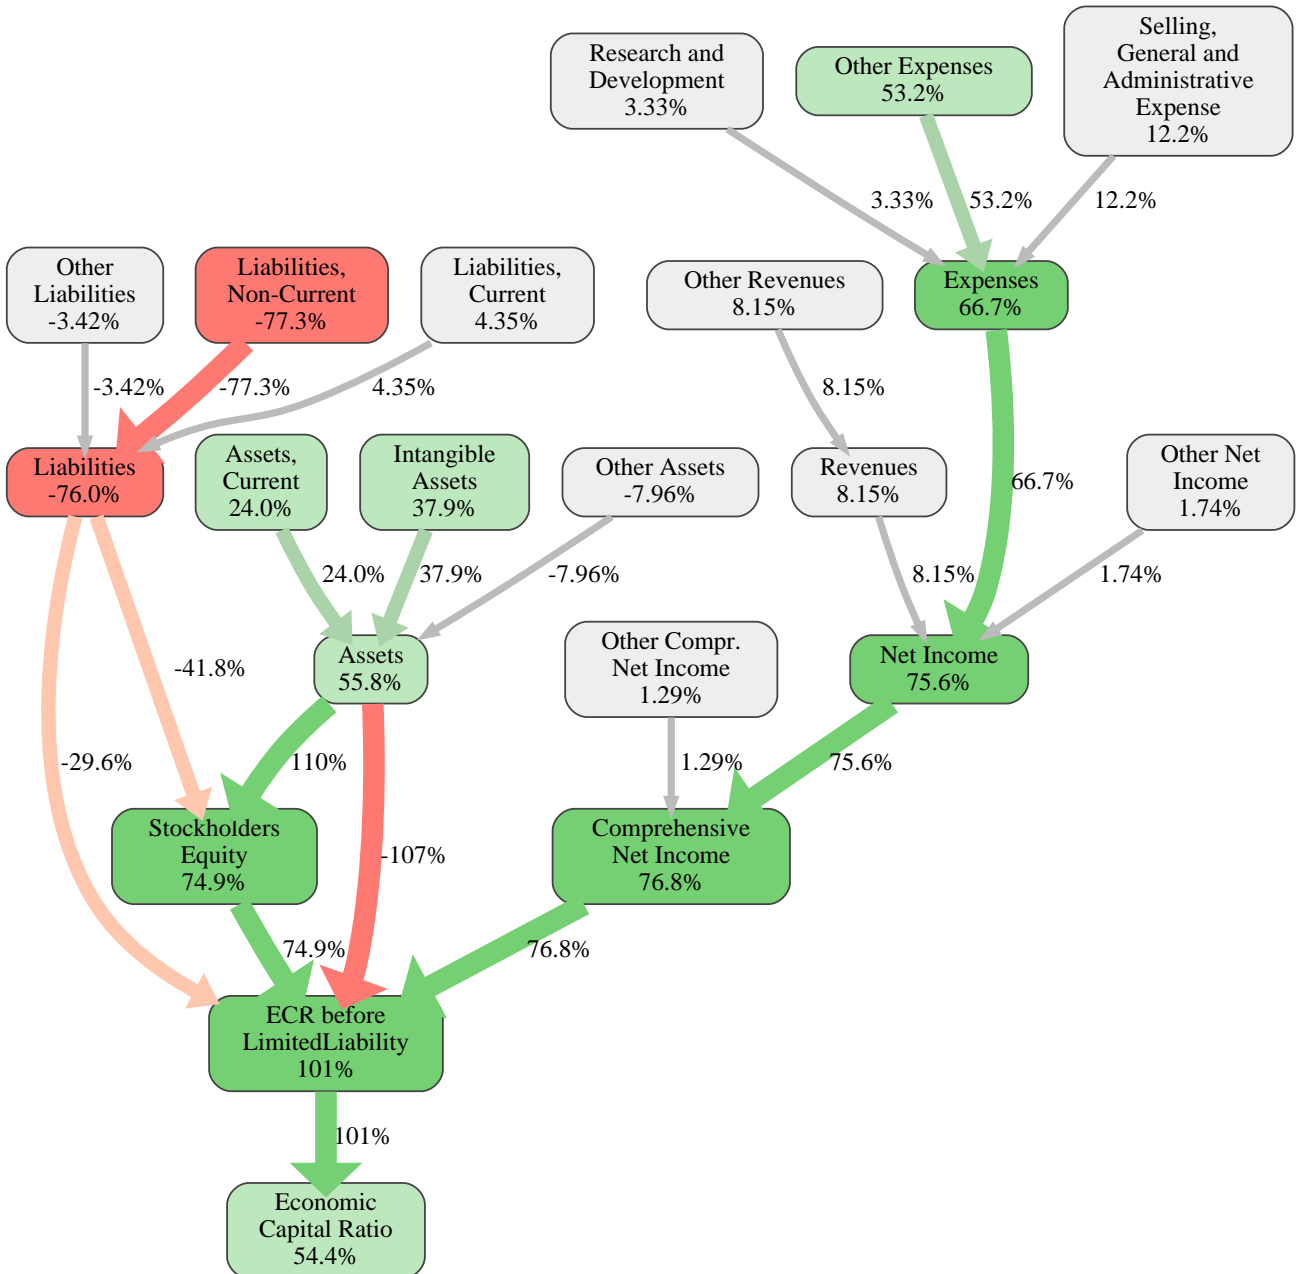 Research and
Development
3.33%
Other Expenses
53.2%
Selling,
General and
Administrative
Expense
12.2%
3.33%
53.2%
12.2%
Other
Liabilities
-3.42%
Liabilities,
Non-Current
-77.3%
Liabilities,
Current
4.35%
Other Revenues
8.15%
Expenses
66.7%
-3.42%
-77.3%
4.35%
8.15%
66.7%
Liabilities
-76.0%
Assets,
Current
24.0%
Intangible
Assets
37.9%
Other Assets
-7.96%
Revenues
8.15%
Other Net
Income
1.74%
24.0%
37.9%
-7.96%
8.15%
1.74%
-41.8%
Assets
55.8%
Other Compr.
Net Income
1.29%
Net Income
75.6%
-29.6%
110%
1.29%
75.6%
Stockholders
Equity
74.9%
-107%
Comprehensive
Net Income
76.8%
74.9%
76.8%
ECR before
LimitedLiability
101%
101%
Economic
Capital Ratio
54.4%